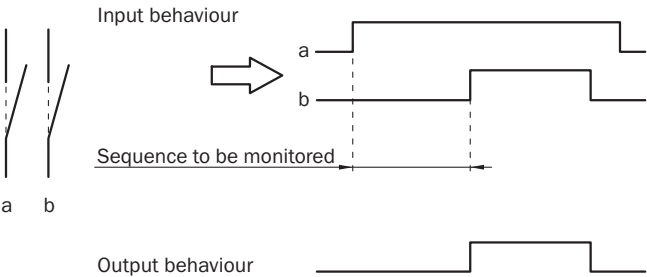 Input behaviour
a
b
Sequence to be monitored
a b
Output behaviour